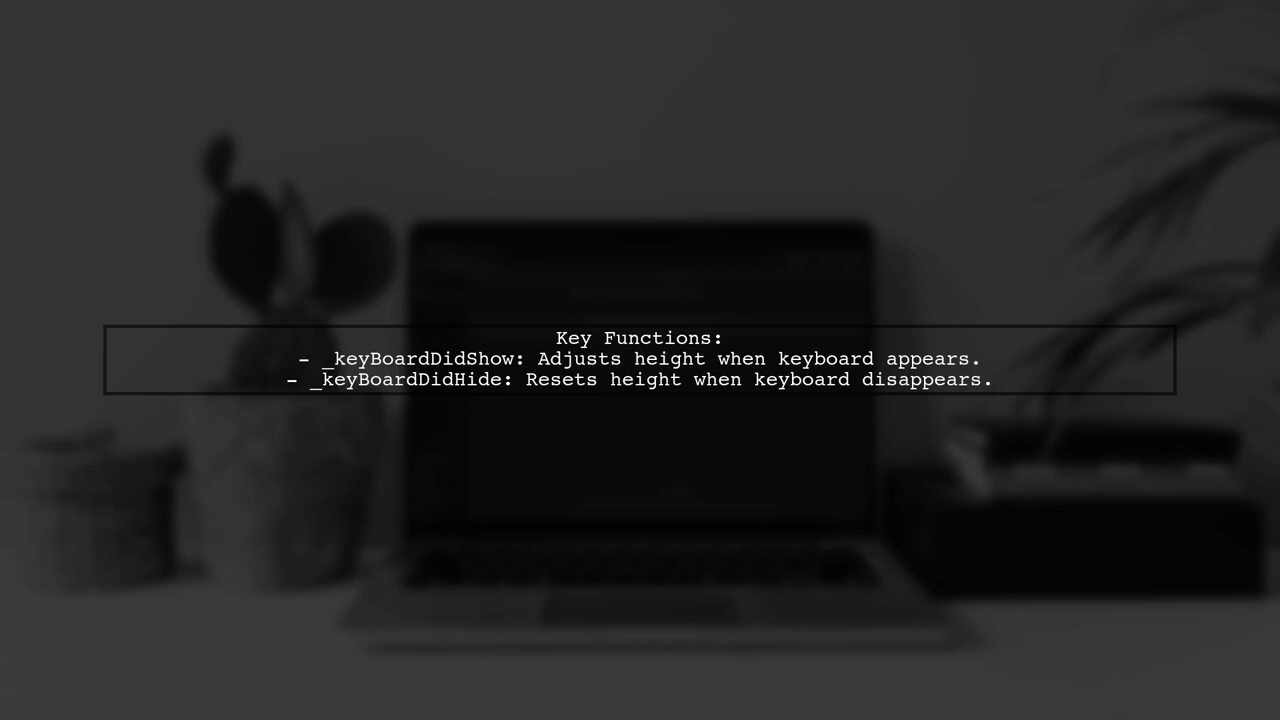 Key Functions:
- _keyBoardDidShow: Adjusts height when keyboard appears.
- _keyBoardDidHide: Resets height when keyboard disappears.